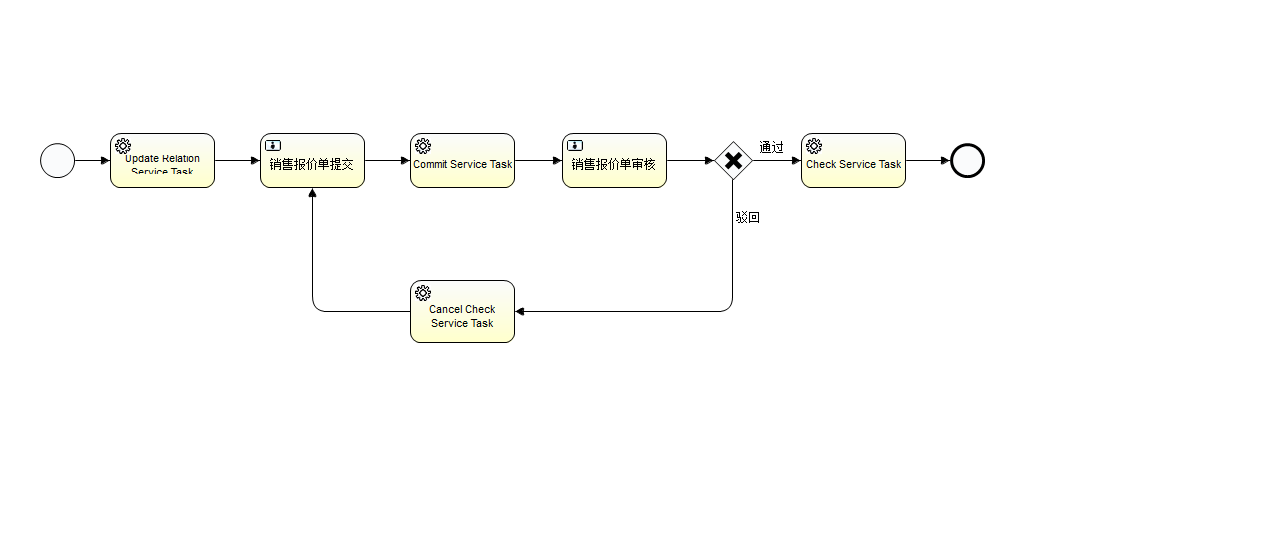 Update Relation
Service Task
销售报价单提交
Commit Service Task
销售报价单审核
通过
Check Service Task
驳回
Cancel Check
Service Task